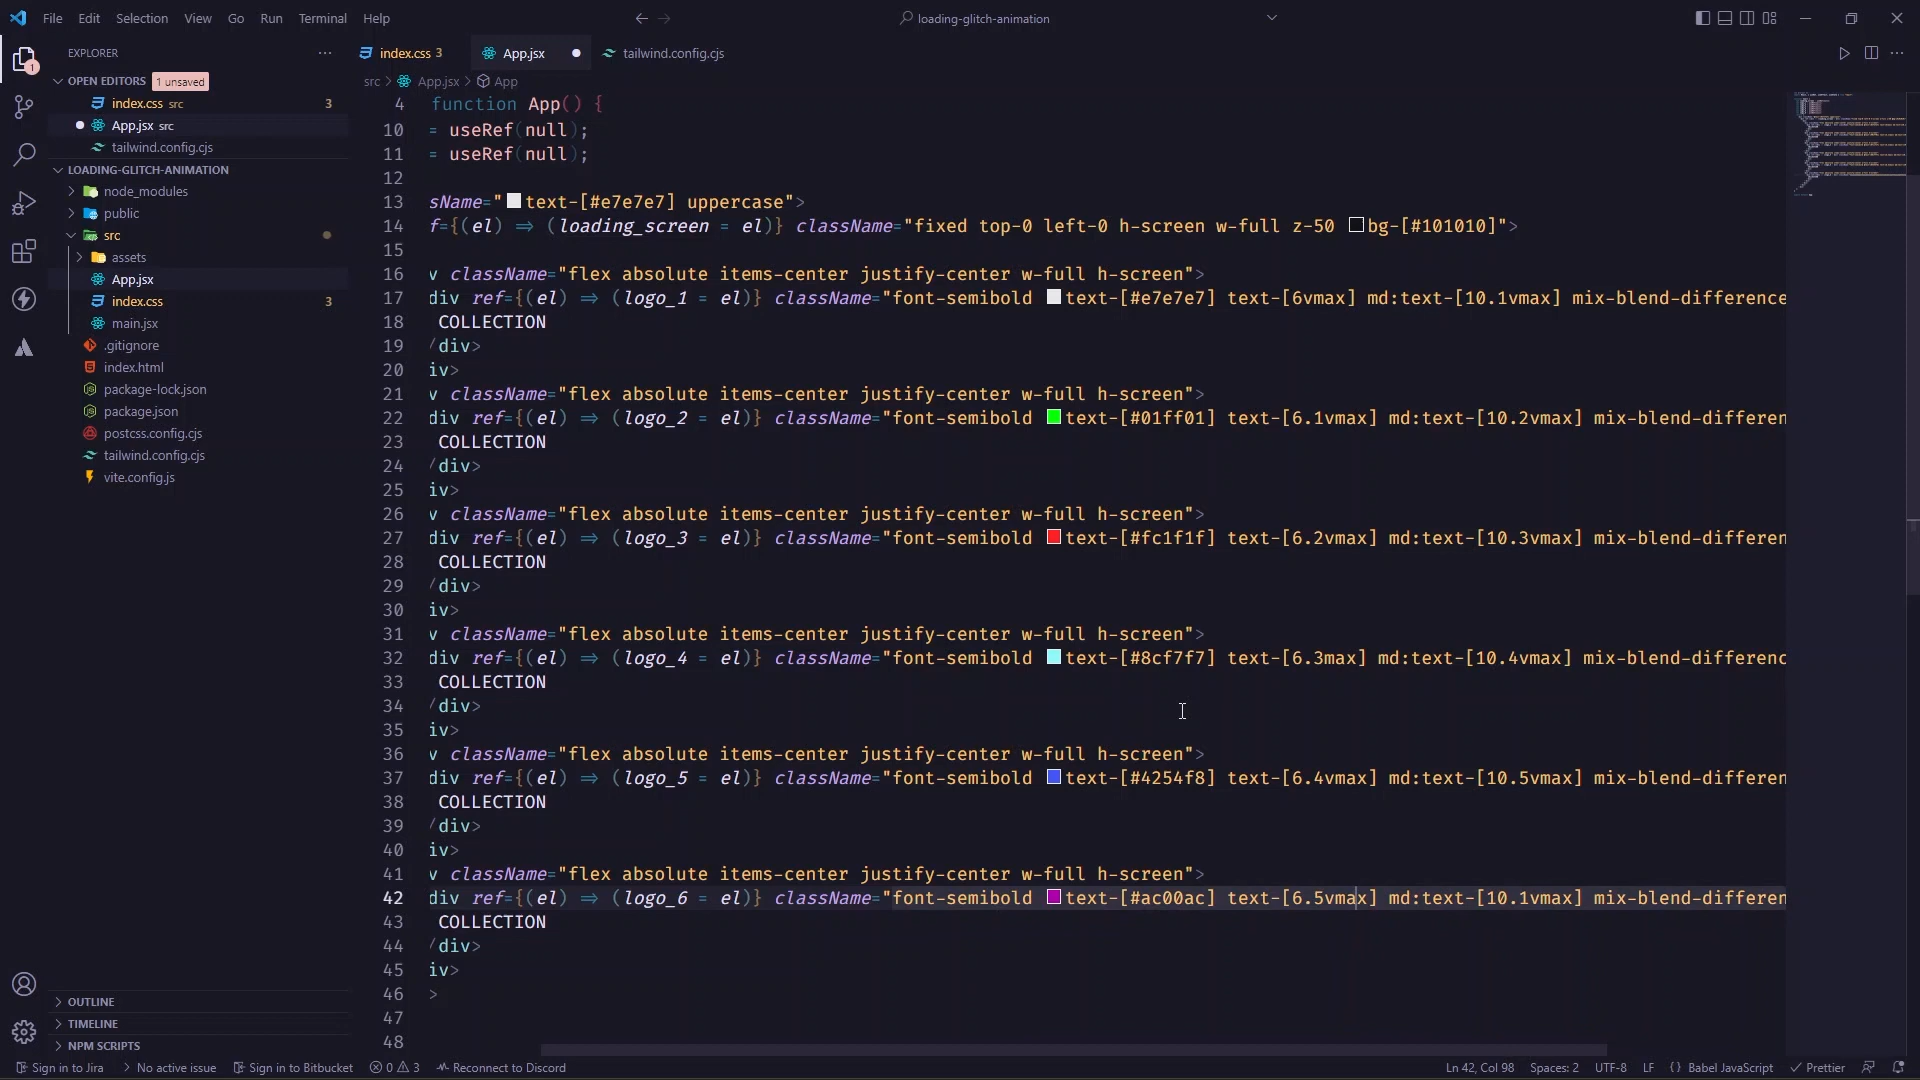 File Edit Selection View Go Run Terminal Help
loading-glitch-animation
EXPLORER
OPEN EDITORS 1 unsaved
index.css src 3
App.jsx src
tailwind.config.cjs
LOADING-GLITCH-ANIMATION
node_modules
public
src
assets
App.jsx
index.css 3
main.jsx
.gitignore
index.html
package-lock.json
package.json
postcss.config.cjs
tailwind.config.cjs
vite.config.js
OUTLINE
TIMELINE
NPM SCRIPTS
1
index.css 3 App.jsx tailwind.config.cjs
src > App.jsx > App
4 function App() {
10 = useRef(null);
11 = useRef(null);
12
13 sName="text-[#e7e7e7] uppercase">
14 f={(el) ⇒ (loading_screen = el)} className="fixed top-0 left-0 h-screen w-full z-50 bg-[#101010]">
15
16 v className="flex absolute items-center justify-center w-full h-screen">
17 div ref={(el) ⇒ (logo_1 = el)} className="font-semibold text-[#e7e7e7] text-[6vmax] md:text-[10.1vmax] mix-blend-difference
18 COLLECTION
19 /div>
20 iv>
21 v className="flex absolute items-center justify-center w-full h-screen">
22 div ref={(el) ⇒ (logo_2 = el)} className="font-semibold text-[#01ff01] text-[6.1vmax] md:text-[10.2vmax] mix-blend-differen
23 COLLECTION
24 /div>
25 iv>
26 v className="flex absolute items-center justify-center w-full h-screen">
27 div ref={(el) ⇒ (logo_3 = el)} className="font-semibold text-[#fc1f1f] text-[6.2vmax] md:text-[10.3vmax] mix-blend-differen
28 COLLECTION
29 /div>
30 iv>
31 v className="flex absolute items-center justify-center w-full h-screen">
32 div ref={(el) ⇒ (logo_4 = el)} className="font-semibold text-[#8cf7f7] text-[6.3max] md:text-[10.4vmax] mix-blend-differenc
33 COLLECTION
34 /div>
35 iv>
36 v className="flex absolute items-center justify-center w-full h-screen">
37 div ref={(el) ⇒ (logo_5 = el)} className="font-semibold text-[#4254f8] text-[6.4vmax] md:text-[10.5vmax] mix-blend-differen
38 COLLECTION
39 /div>
40 iv>
41 v className="flex absolute items-center justify-center w-full h-screen">
42 div ref={(el) ⇒ (logo_6 = el)} className="font-semibold text-[#ac00ac] text-[6.5vmax] md:text-[10.1vmax] mix-blend-differen
43 COLLECTION
44 /div>
45 iv>
46 >
47
48
Sign in to Jira No active issue Sign in to Bitbucket 0 3 Reconnect to Discord Ln 42, Col 98 Spaces: 2 UTF-8 LF {} Babel JavaScript Prettier